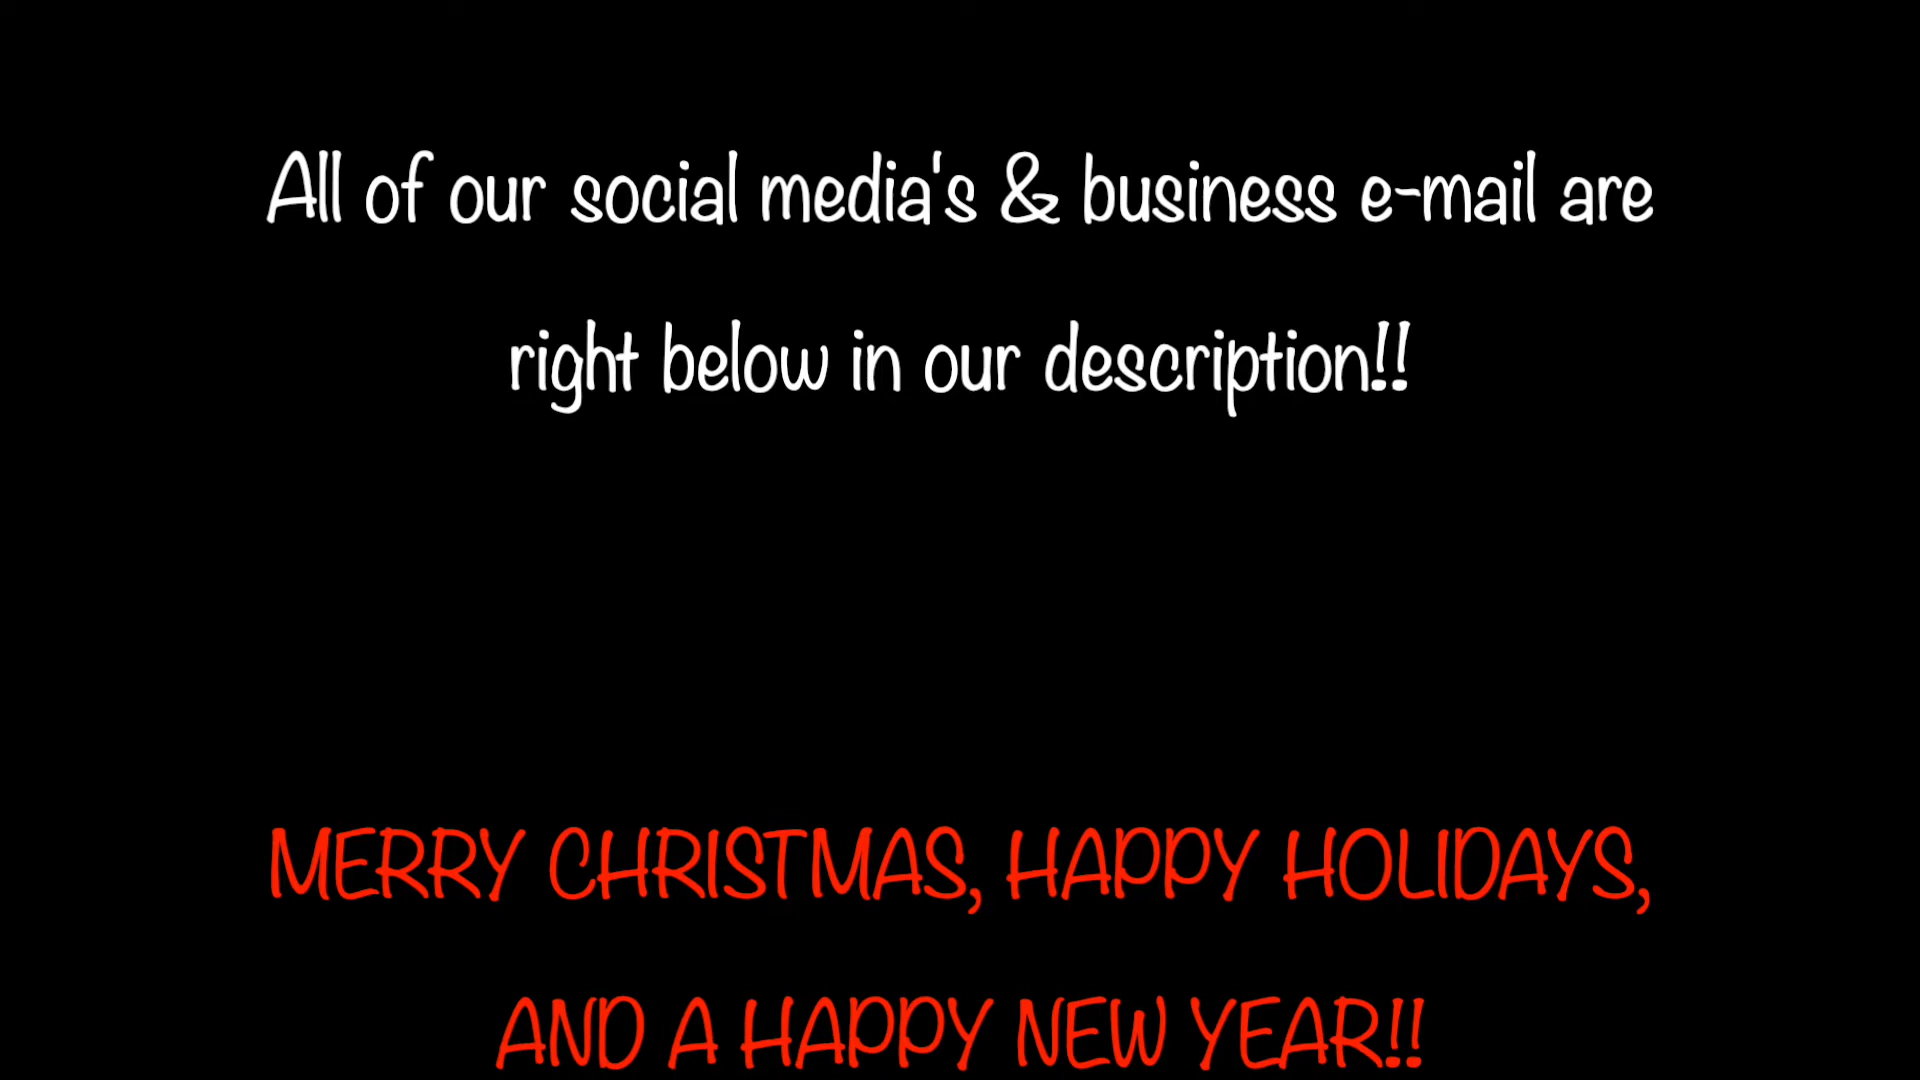 All of our social media's & business e-mail are
right below in our description!!
MERRY CHRISTMAS, HAPPY HOLIDAYS,
AND A HAPPY NEW YEAR!!